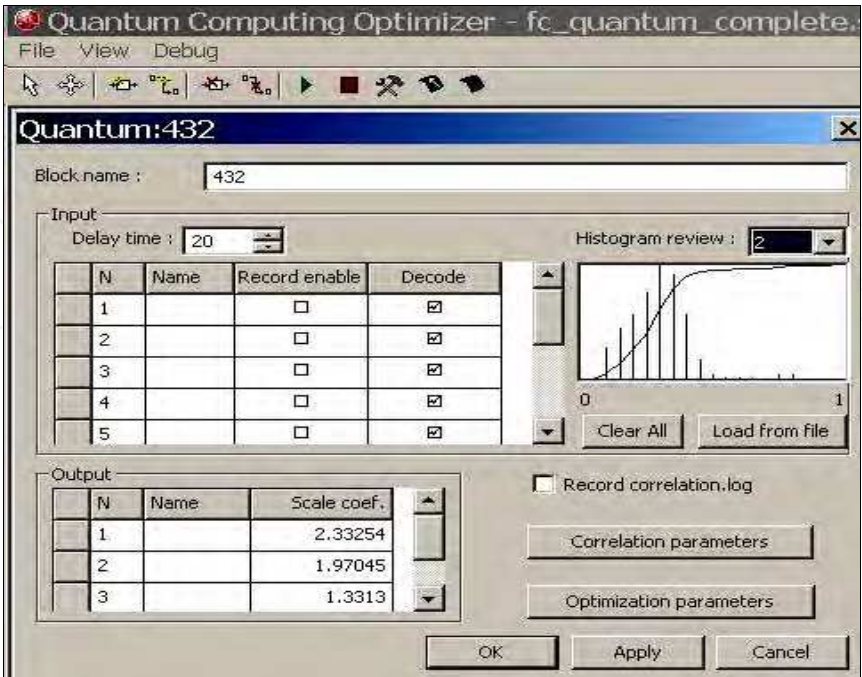 Quantum Computing Optimizer - fc_quantum_complete.
File View Debug
Quantum:432
Block name : 432
Input
Delay time : 20
Histogram review : 2
N Name Record enable Decode
1
2
3
4
5
0 1
Clear All Load from file
Output
N Name Scale coef.
1 2.33254
2 1.97045
3 1.3313
Record correlation.log
Correlation parameters
Optimization parameters
OK Apply Cancel